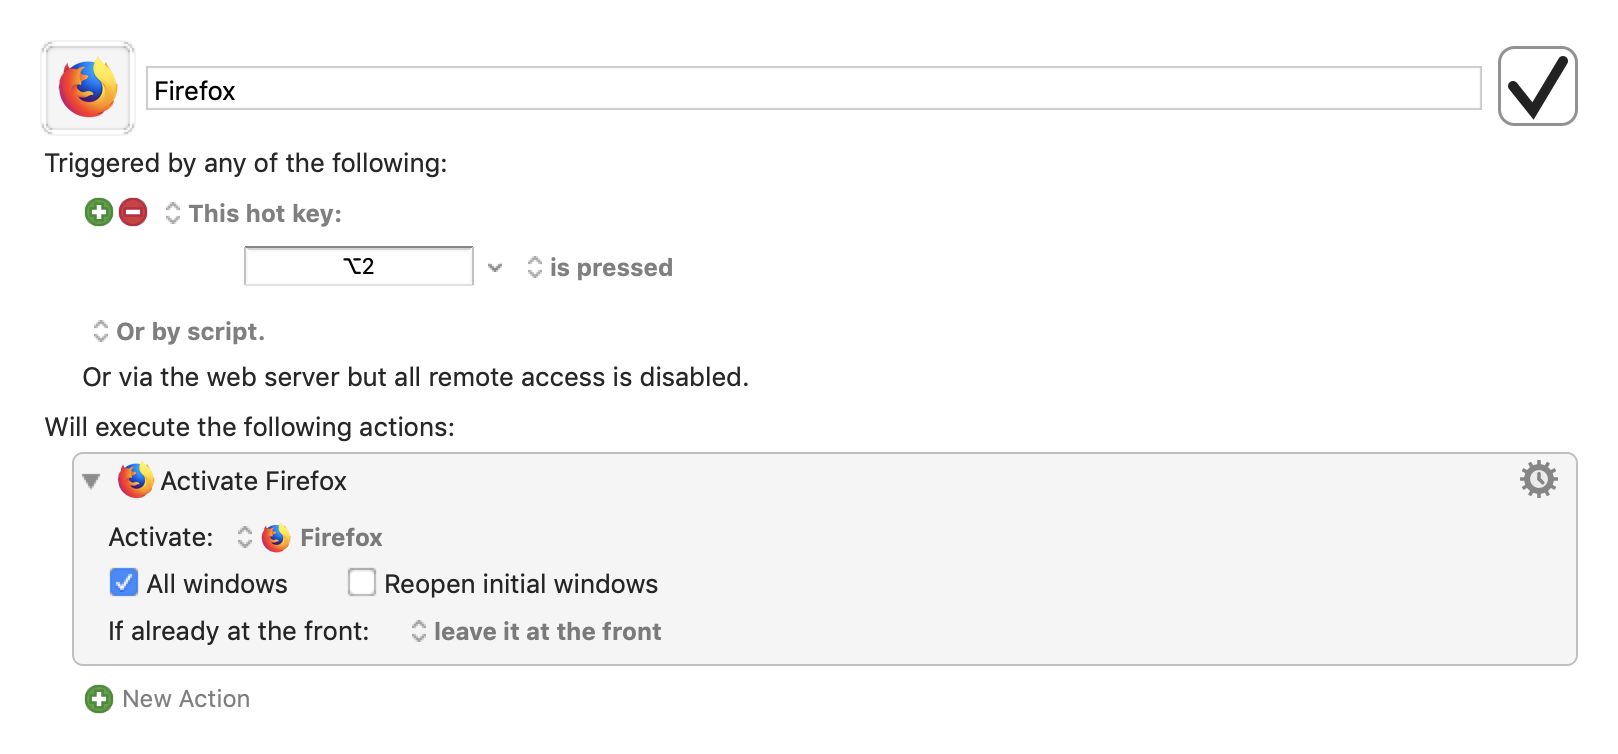 Firefox
Triggered by any of the following:
This hot key:
⌥2 is pressed
Or by script.
Or via the web server but all remote access is disabled.
Will execute the following actions:
Activate Firefox
Activate: Firefox
All windows Reopen initial windows
If already at the front: leave it at the front
New Action